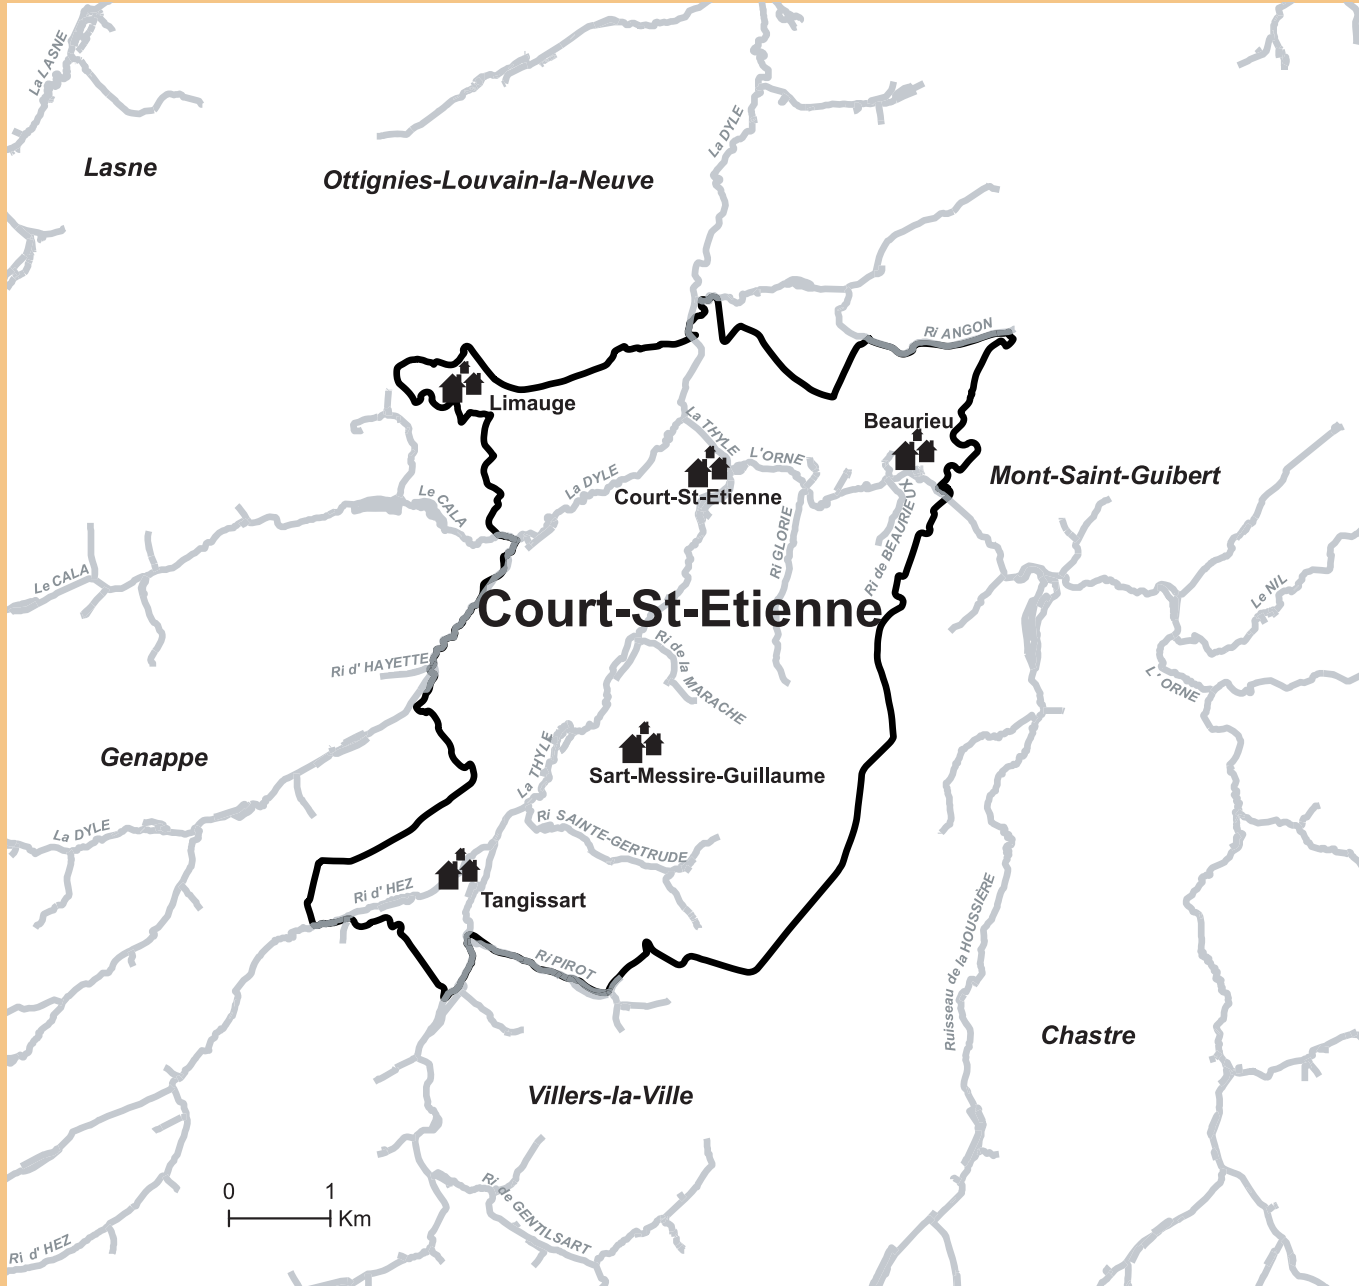 La LASNE
Lasne
Ottignies-Louvain-la-Neuve
La DYLE
Ri ANGON
Limauge
La THYLE
Beaurieu
L'ORNE
Mont-Saint-Guibert
La DYLE
Court-St-Etienne
Le CALA
Ri GLORIE
Ri de BEAURIEUX
Le CALA
Court-St-Etienne
Le NIL
Ri d' HAYETTE
Ri de la MARACHE
L' ORNE
Genappe
La THYLE
Sart-Messire-Guillaume
La DYLE
Ri SAINTE-GERTRUDE
Ri d' HEZ
Tangissart
Ruisseau de la HOUSSIÈRE
Ri PIROT
Chastre
Villers-la-Ville
0 1
Km
Ri de GENTILSART
Ri d' HEZ